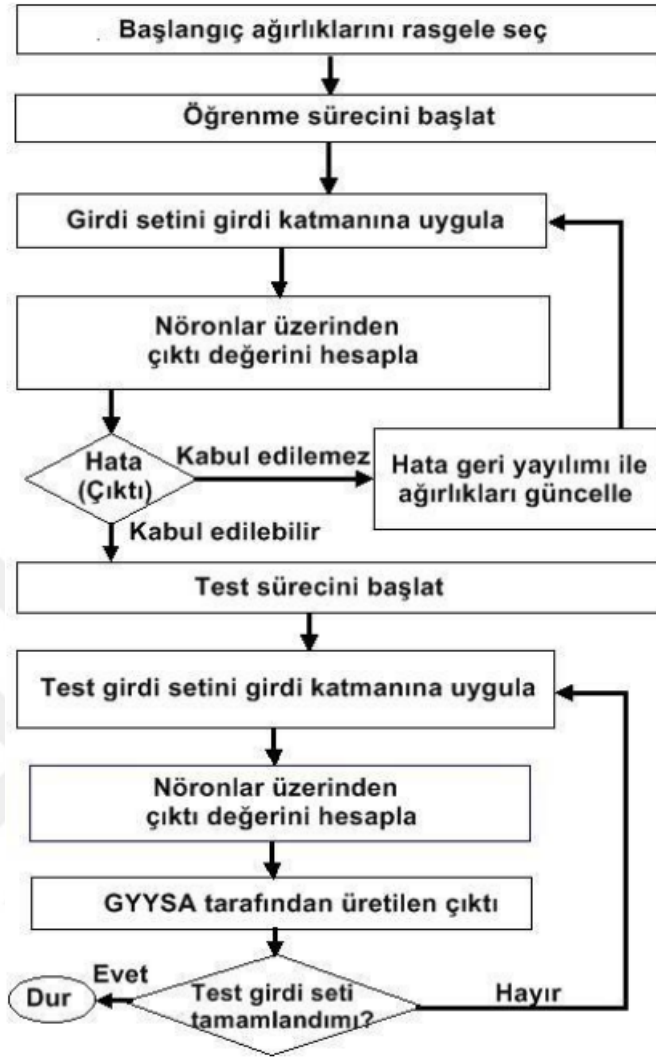 Başlangıç ağırlıklarını rasgele seç
Öğrenme sürecini başlat
Girdi setini girdi katmanına uygula
Nöronlar üzerinden
çıktı değerini hesapla
Hata
(Çıktı)
Kabul edilemez
Hata geri yayılımı ile
ağırlıkları güncelle
Kabul edilebilir
Test sürecini başlat
Test girdi setini girdi katmanına uygula
Nöronlar üzerinden
çıktı değerini hesapla
GYYSA tarafından üretilen çıktı
Test girdi seti
tamamlandımı?
Evet
Dur
Hayır